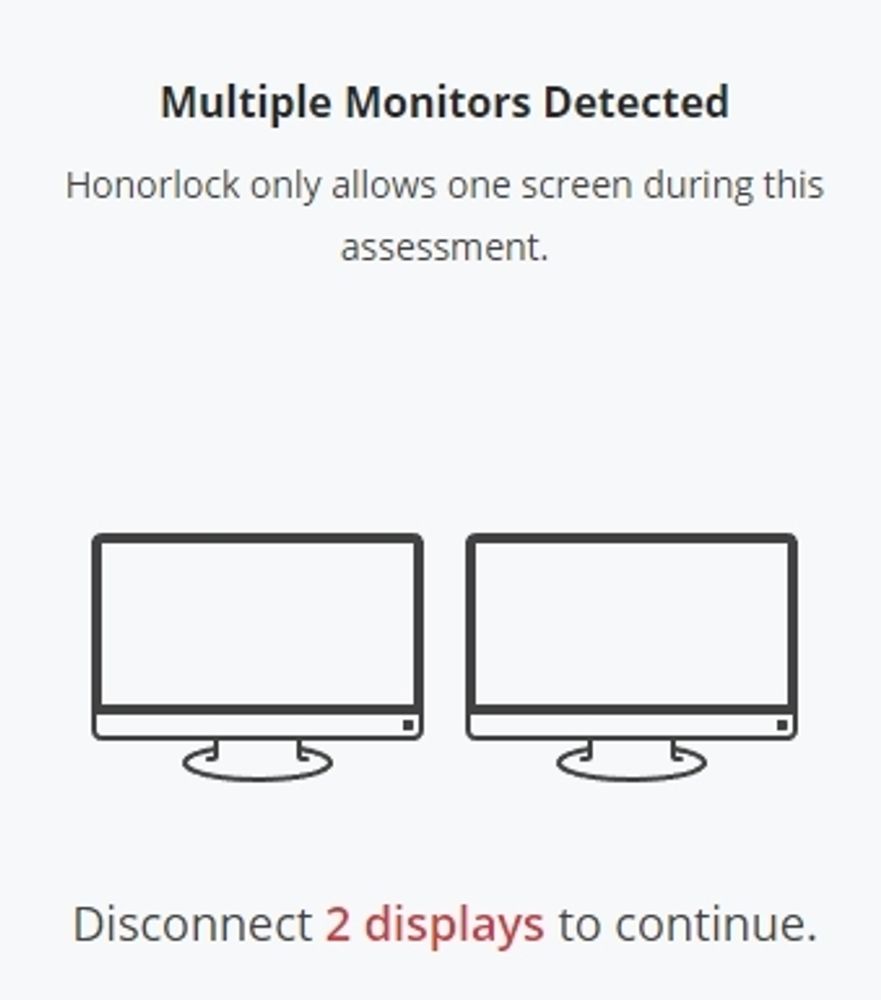 Multiple Monitors Detected
Honorlock only allows one screen during this
assessment.
Disconnect 2 displays to continue.